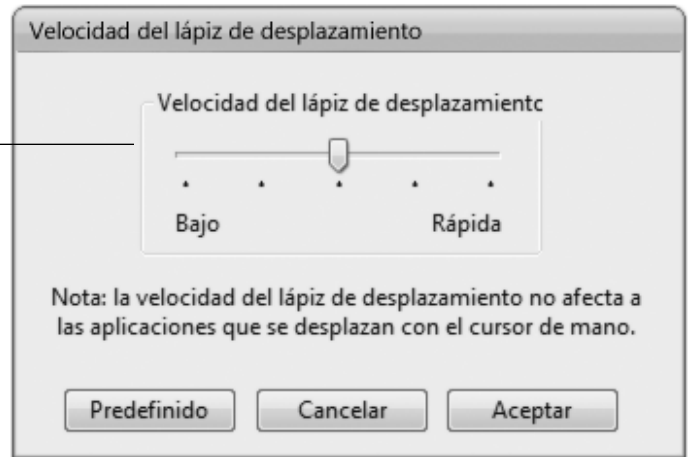 Velocidad del lápiz de desplazamiento
Velocidad del lápiz de desplazamientc
Bajo Rápida
Nota: la velocidad del lápiz de desplazamiento no afecta a
las aplicaciones que se desplazan con el cursor de mano.
Predefinido Cancelar Aceptar